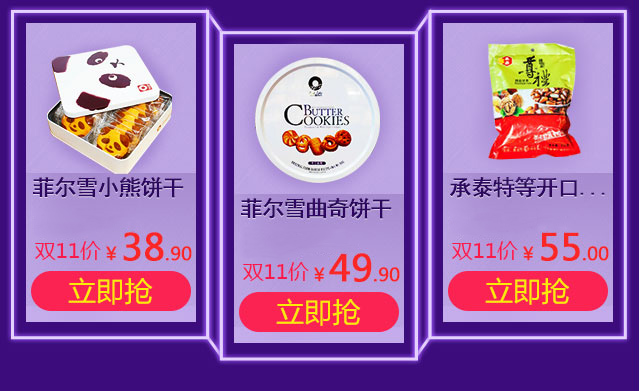 菲尔雪小熊饼干
双11价¥38.90
立即抢
BUTTER
COOKIES
菲尔雪曲奇饼干
双11价¥49.90
立即抢
承泰特等开口...
双11价¥55.00
立即抢